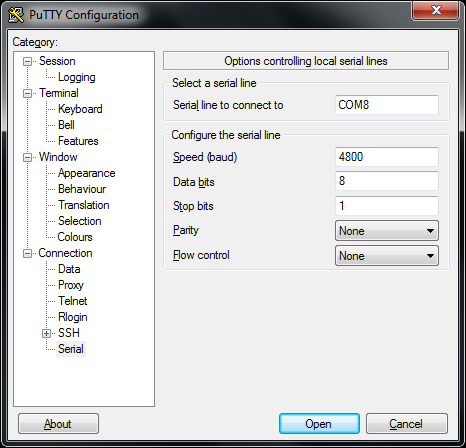 PuTTY Configuration
Category:
Session
Logging
Terminal
Keyboard
Bell
Features
Window
Appearance
Behaviour
Translation
Selection
Colours
Connection
Data
Proxy
Telnet
Rlogin
SSH
Serial
Options controlling local serial lines
Select a serial line
Serial line to connect to COM8
Configure the serial line
Speed (baud) 4800
Data bits 8
Stop bits 1
Parity None
Flow control None
About Open Cancel